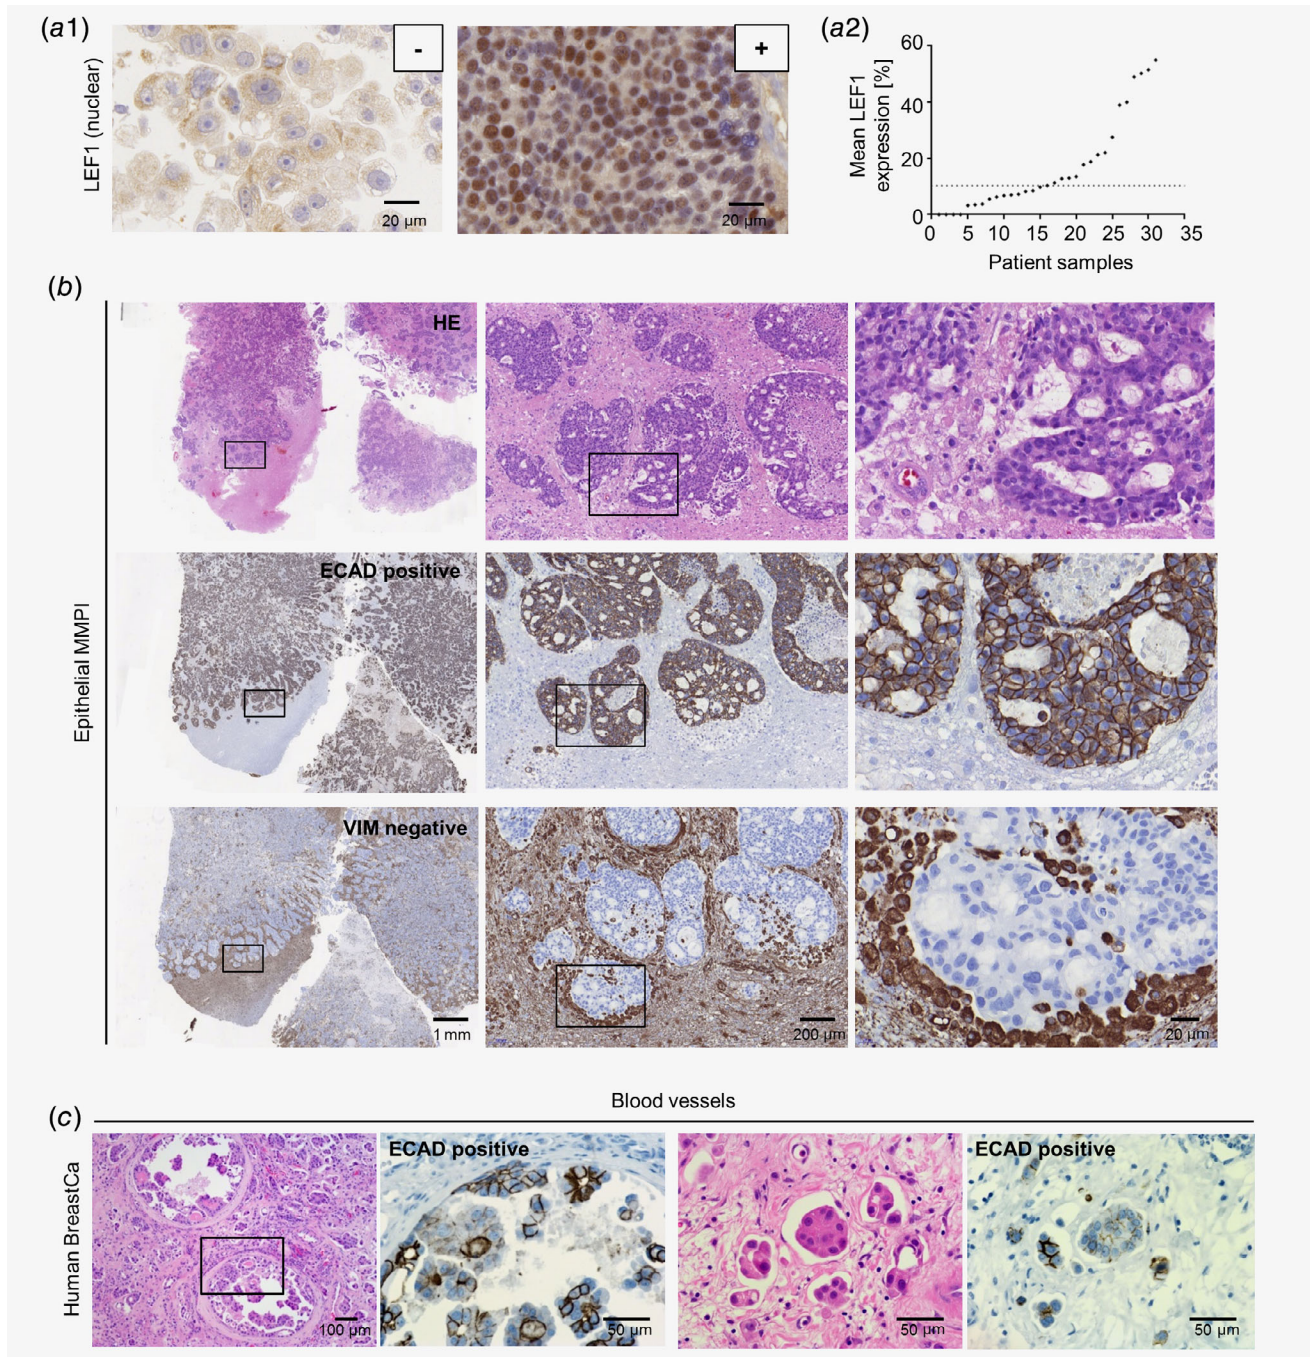 (a1)
LEF1 (nuclear)
-
20 µm
+
20 µm
(a2)
Mean LEF1
expression [%]
60
40
20
0
0 5 10 15 20 25 30 35
Patient samples
(b)
Epithelial MMPI
HE
ECAD positive
VIM negative
1 mm
200 µm
20 µm
(c)
Blood vessels
Human BreastCa
100 µm
ECAD positive
50 µm
50 µm
ECAD positive
50 µm